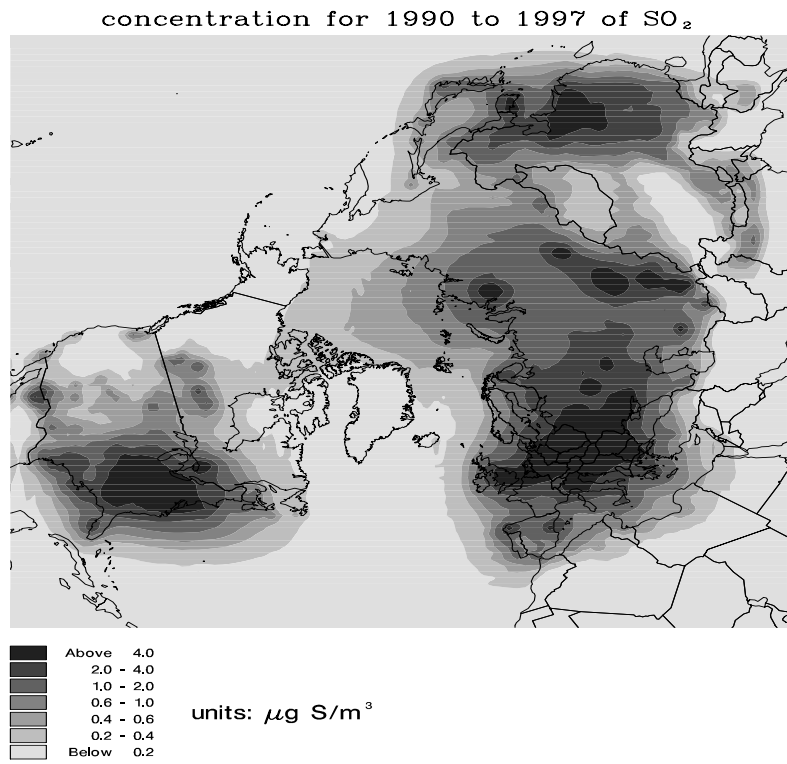 concentration for 1990 to 1997 of SO₂
Above 4.0
2.0 - 4.0
1.0 - 2.0
0.6 - 1.0
0.4 - 0.6
0.2 - 0.4
Below 0.2
units: μg S/m³